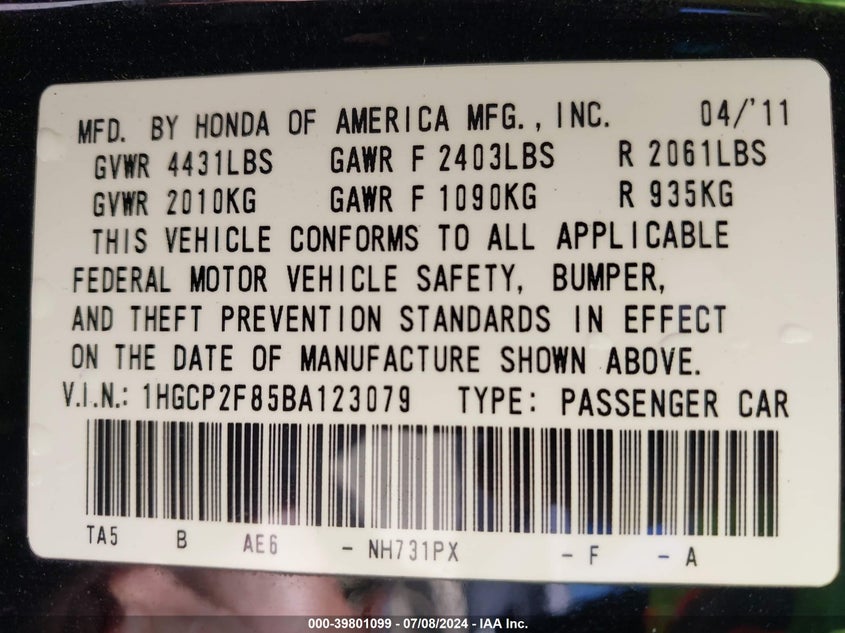 MFD. BY HONDA OF AMERICA MFG., INC. 04/'11
GVWR 4431LBS GAWR F 2403LBS R 2061LBS
GVWR 2010KG GAWR F 1090KG R 935KG
THIS VEHICLE CONFORMS TO ALL APPLICABLE
FEDERAL MOTOR VEHICLE SAFETY, BUMPER,
AND THEFT PREVENTION STANDARDS IN EFFECT
ON THE DATE OF MANUFACTURE SHOWN ABOVE.
V.I.N.: 1HGCP2F85BA123079 TYPE: PASSENGER CAR
TA5 B AE6 - NH731PX - F - A
000-39801099 - 07/08/2024 - IAA Inc.